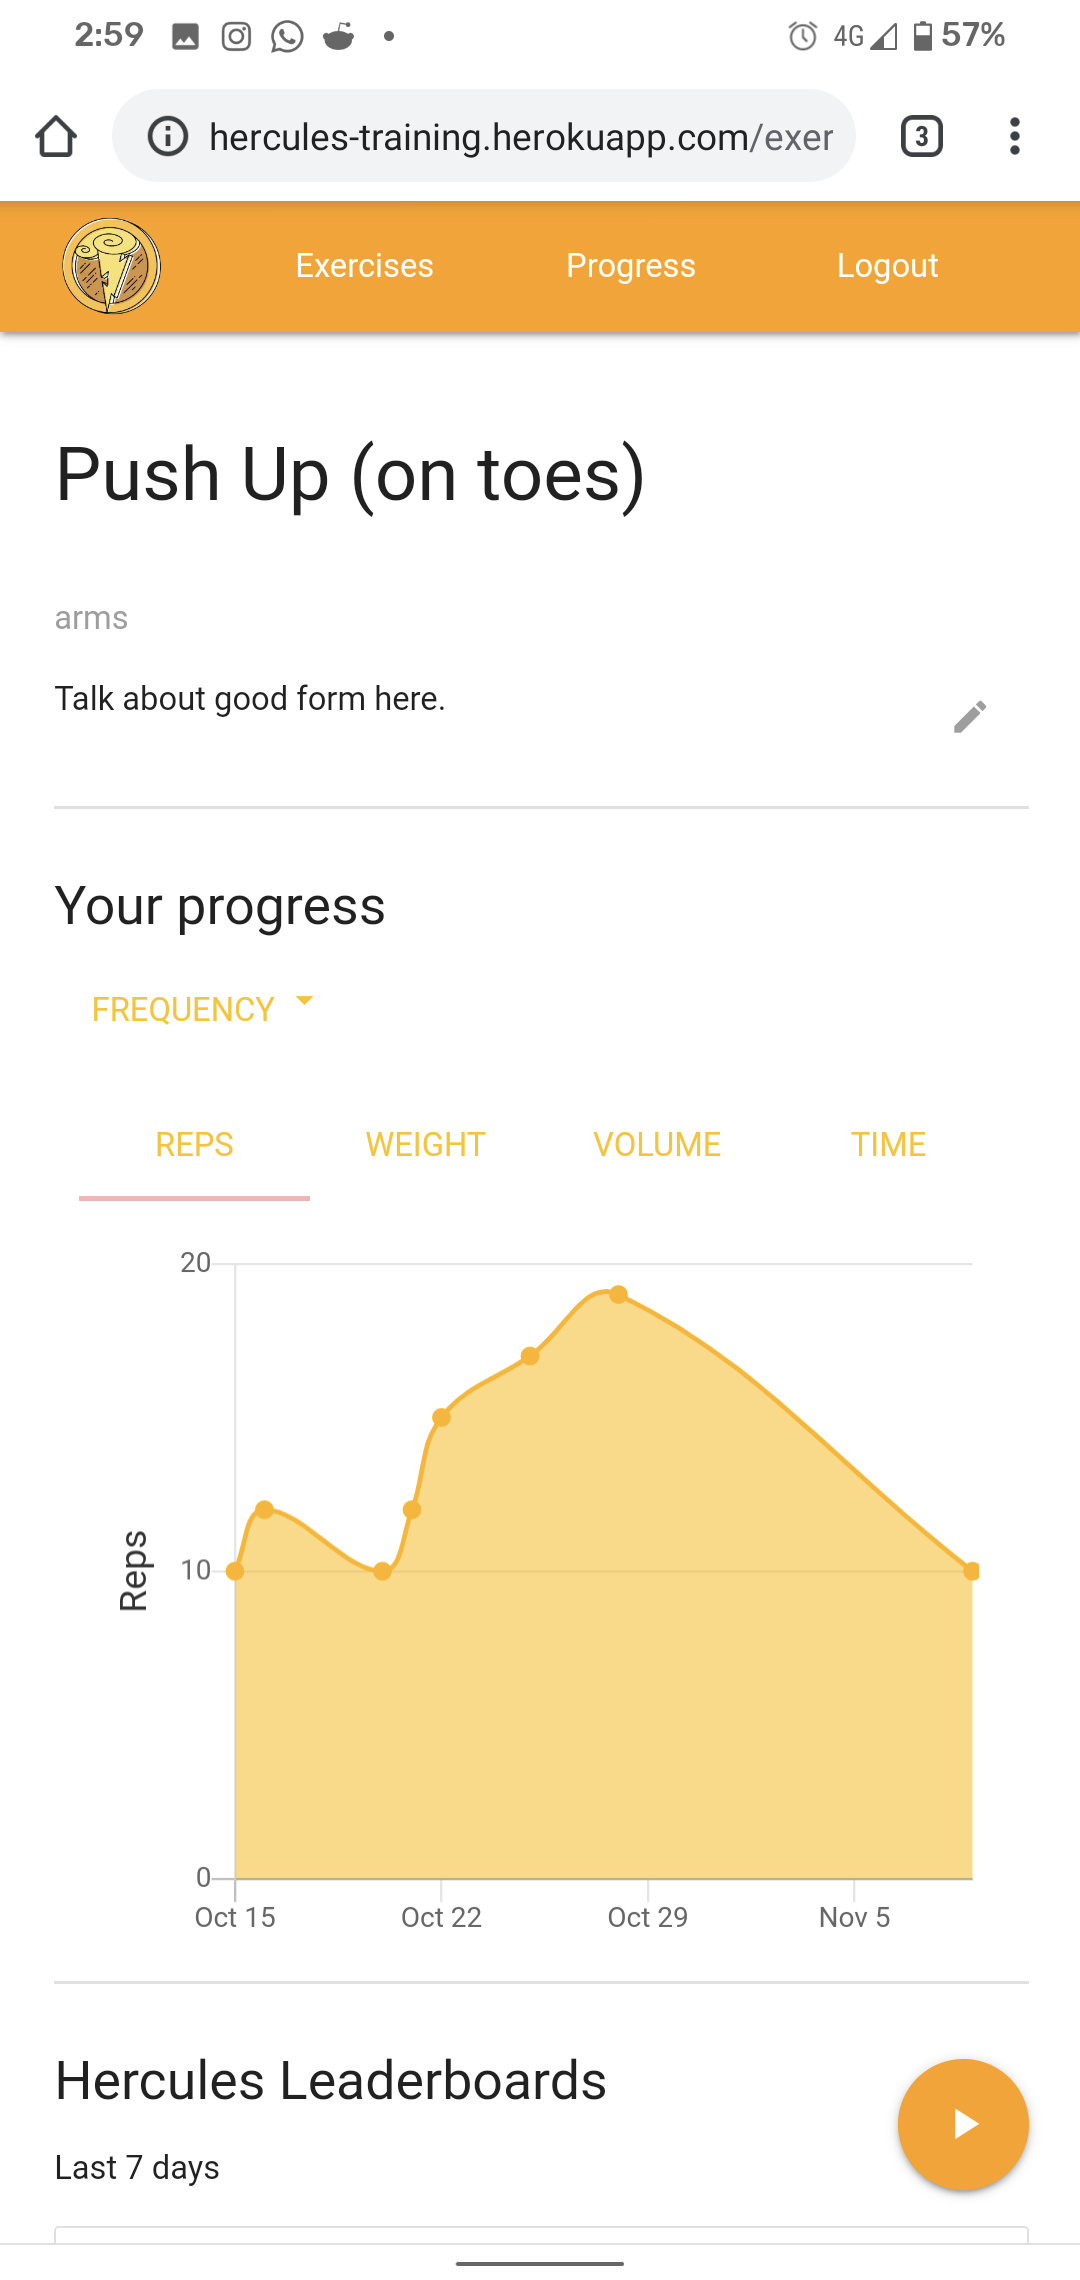 2:59 4G 57%
hercules-training.herokuapp.com/exer 3
Exercises Progress Logout
Push Up (on toes)
arms
Talk about good form here.
Your progress
FREQUENCY
REPS WEIGHT VOLUME TIME
20
Reps
10
0
Oct 15 Oct 22 Oct 29 Nov 5
Hercules Leaderboards
Last 7 days